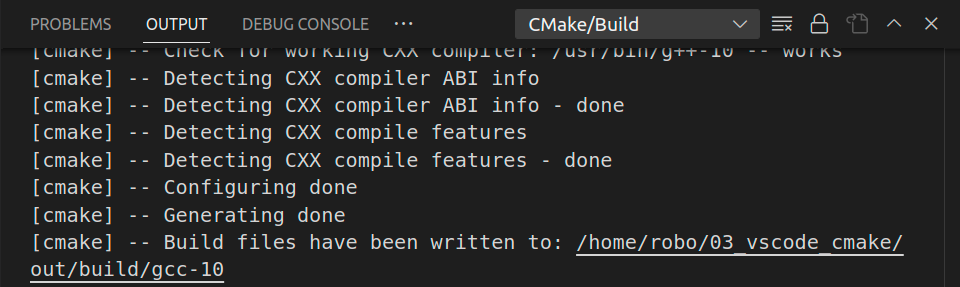 PROBLEMS OUTPUT DEBUG CONSOLE ··· CMake/Build
[cmake] -- Check for working CXX compiler: /usr/bin/g++-10 -- works
[cmake] -- Detecting CXX compiler ABI info
[cmake] -- Detecting CXX compiler ABI info - done
[cmake] -- Detecting CXX compile features
[cmake] -- Detecting CXX compile features - done
[cmake] -- Configuring done
[cmake] -- Generating done
[cmake] -- Build files have been written to: /home/robo/03_vscode_cmake/
out/build/gcc-10